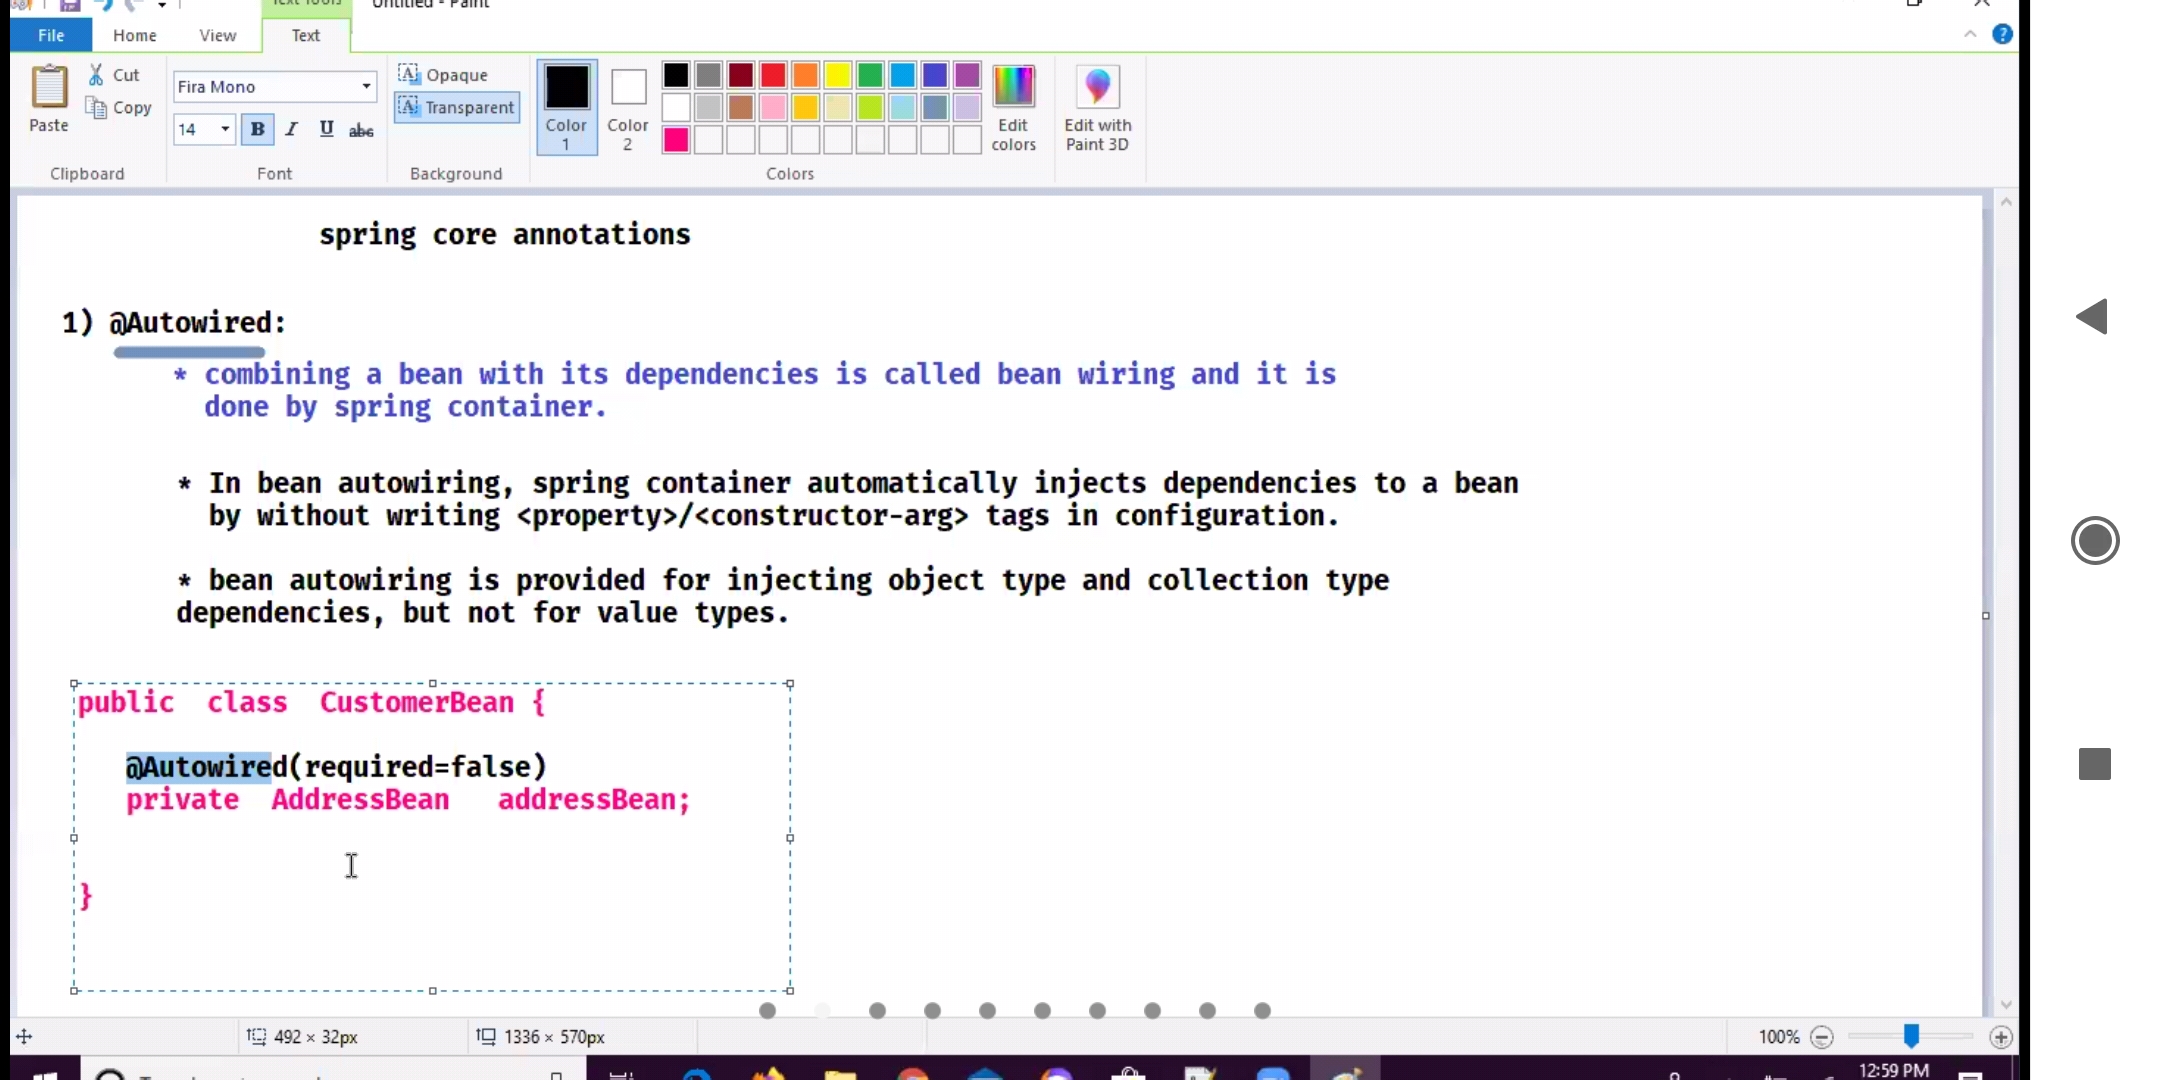 Untitled - Paint
File Home View Text
Paste
Cut
Copy
Clipboard
Fira Mono
14 B I U abc
Font
Opaque
Transparent
Background
Color 1
Color 2
Edit colors
Colors
Edit with Paint 3D
spring core annotations
1) @Autowired:
* combining a bean with its dependencies is called bean wiring and it is
done by spring container.
* In bean autowiring, spring container automatically injects dependencies to a bean
by without writing <property>/<constructor-arg> tags in configuration.
* bean autowiring is provided for injecting object type and collection type
dependencies, but not for value types.
public class CustomerBean {
@Autowired(required=false)
private AddressBean addressBean;
}
492 × 32px
1336 × 570px
100%
12:59 PM